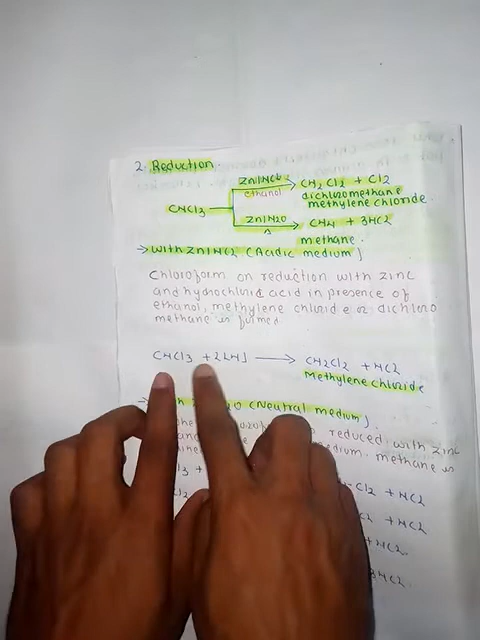 2. Reduction.
Zn/HCl CH2Cl2 + Cl2
ethanol dichloromethane
methylene chloride
CHCl3
Zn/H2O CH4 + 3HCl
Δ
methane.
→ with Zn/HCl (Acidic medium)
Chloroform on reduction with zinc
and hydrochloric acid in presence of
ethanol, methylene chloride or dichloro
methane is formed.
CHCl3 + 2[H] → CH2Cl2 + HCl
Methylene chloride
(Neutral medium).
reduced with zinc
medium. methane is
Cl2 + HCl
+ HCl
+ HCl.
3HCl.